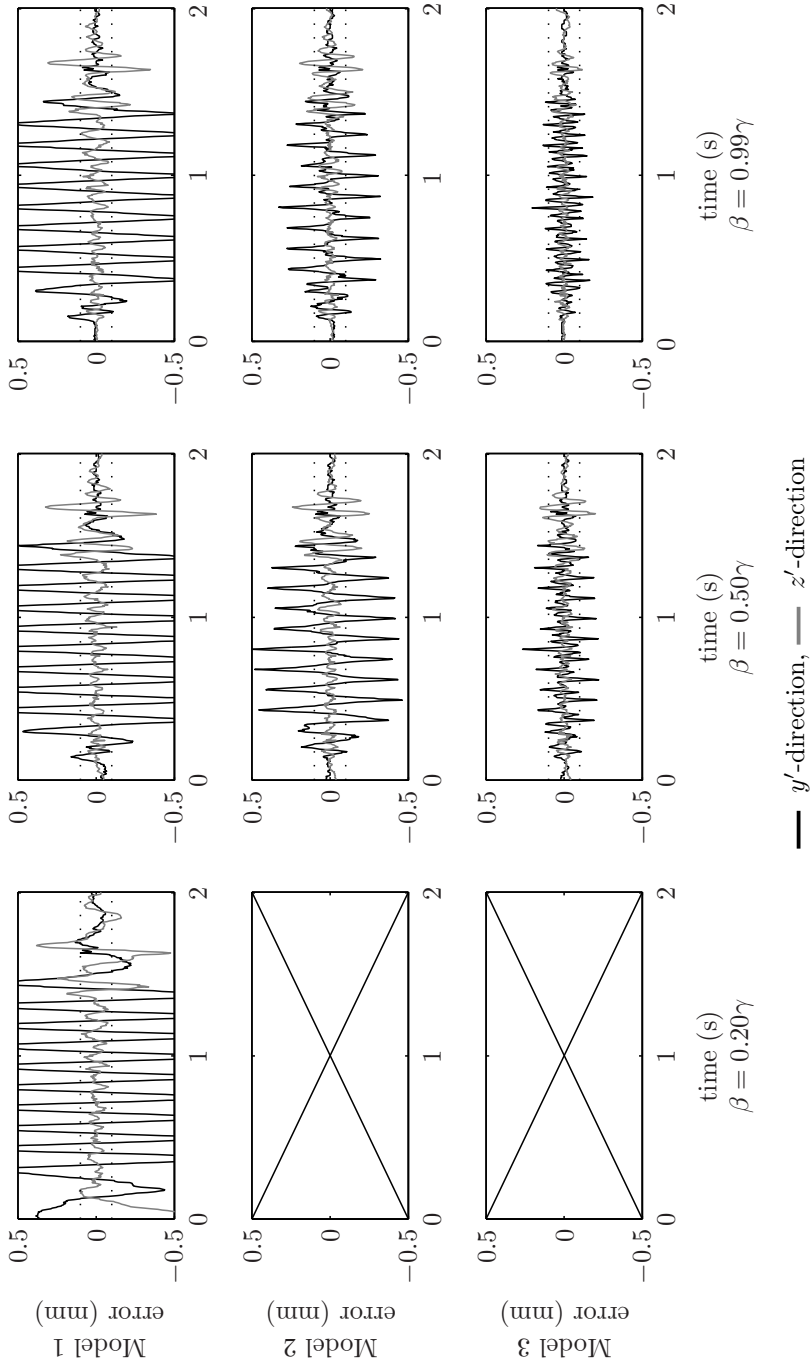 Model 1
error (mm)
0.5
0
−0.5
0 1 2
0.5
0
−0.5
0 1 2
0.5
0
−0.5
0 1 2
Model 2
error (mm)
0.5
0
−0.5
0 1 2
0.5
0
−0.5
0 1 2
0.5
0
−0.5
0 1 2
Model 3
error (mm)
0.5
0
−0.5
0 1 2
0.5
0
−0.5
0 1 2
0.5
0
−0.5
0 1 2
time (s)
β = 0.20γ
time (s)
β = 0.50γ
time (s)
β = 0.99γ
y′-direction, z′-direction